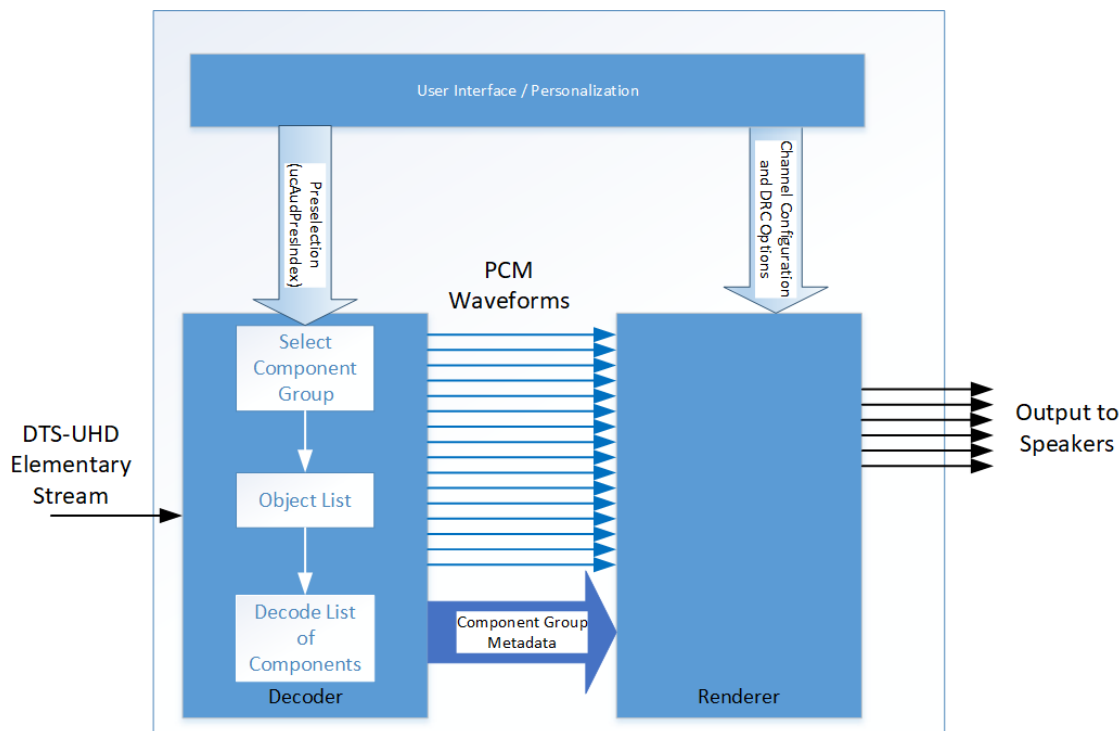 User Interface / Personalization
Preselection
(ucAudPresIndex)
Channel Configuration
and DRC Options
PCM
Waveforms
Select
Component
Group
Object List
Decode List
of
Components
Decoder
DTS-UHD
Elementary
Stream
Component Group
Metadata
Renderer
Output to
Speakers